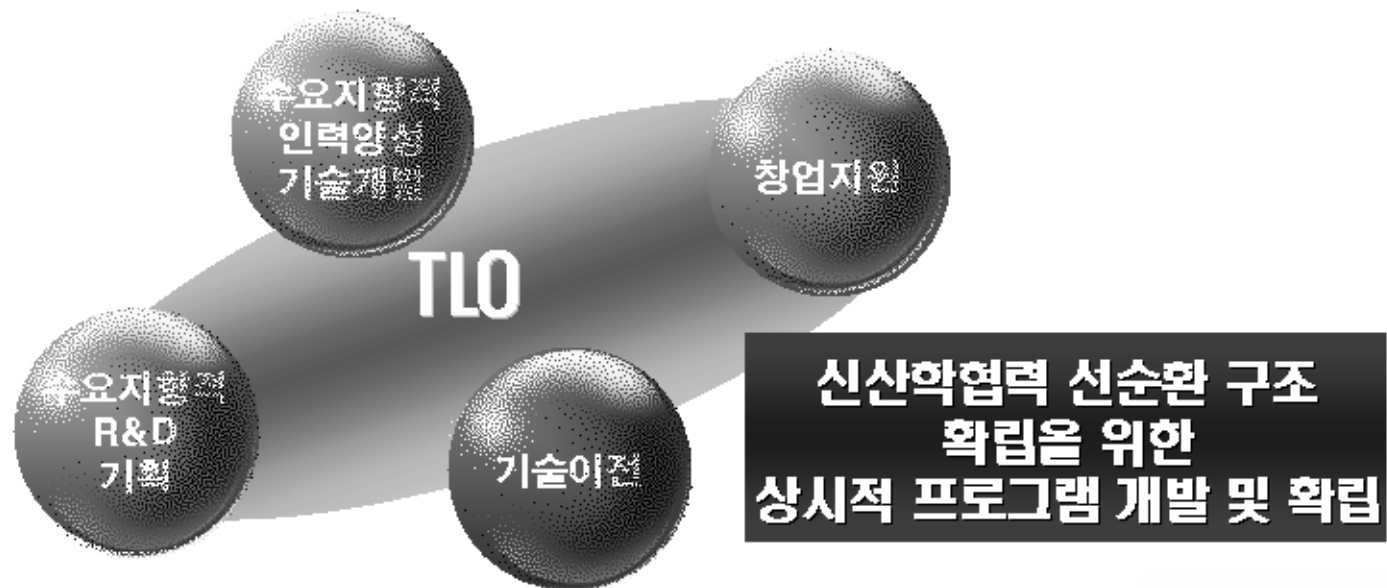 수요지향적
인력양성
기술개발
창업지원
TLO
수요지향적
R&D
기획
기술이전
신산학협력 선순환 구조
확립을 위한
상시적 프로그램 개발 및 확립